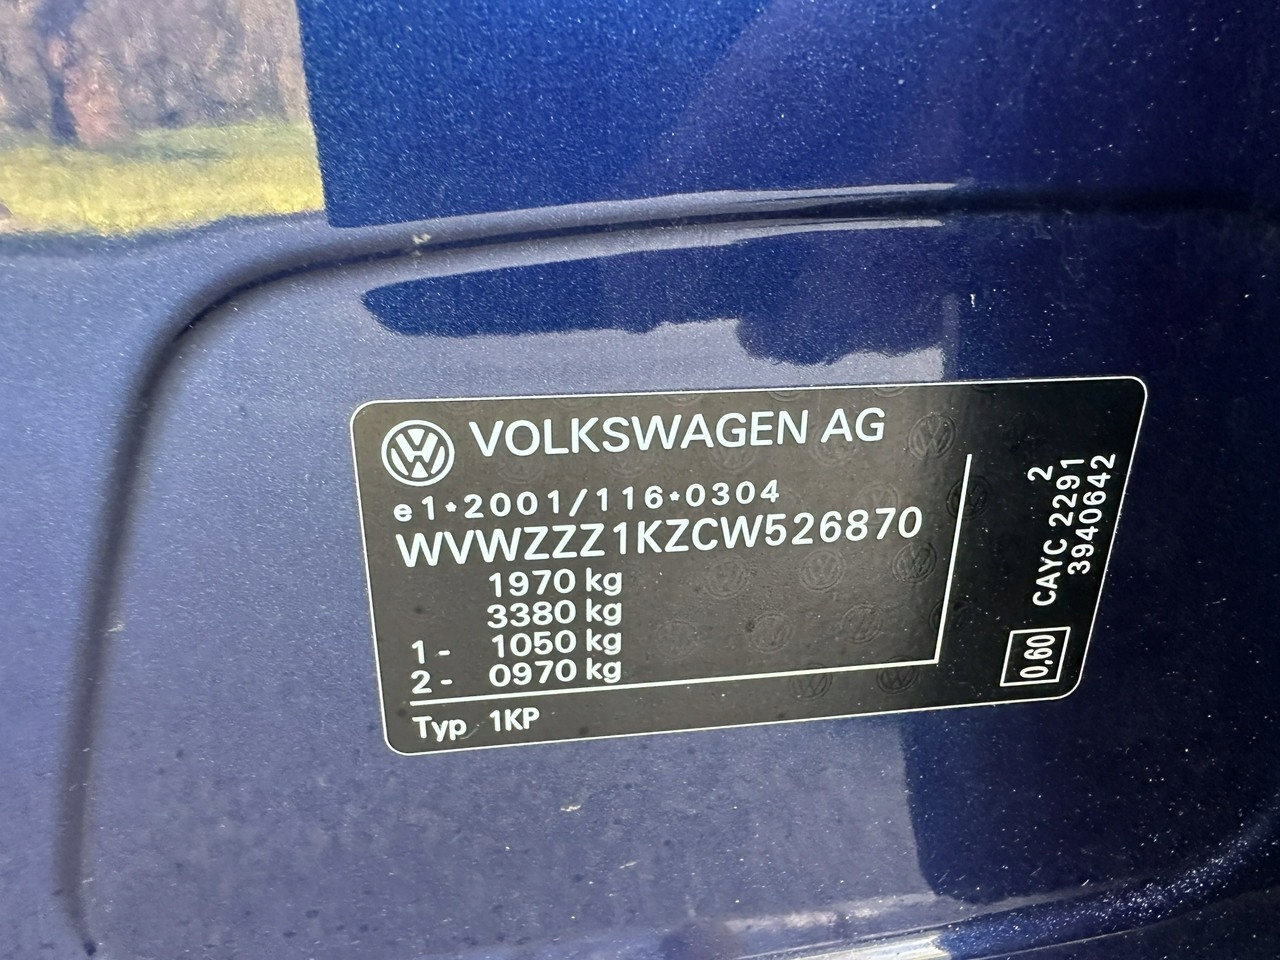 VOLKSWAGEN AG
e1*2001/116*0304
WVWZZZ1KZCW526870
1970 kg
3380 kg
1- 1050 kg
2- 0970 kg
Typ 1KP
2
CAYC 2291
3940642
0,60